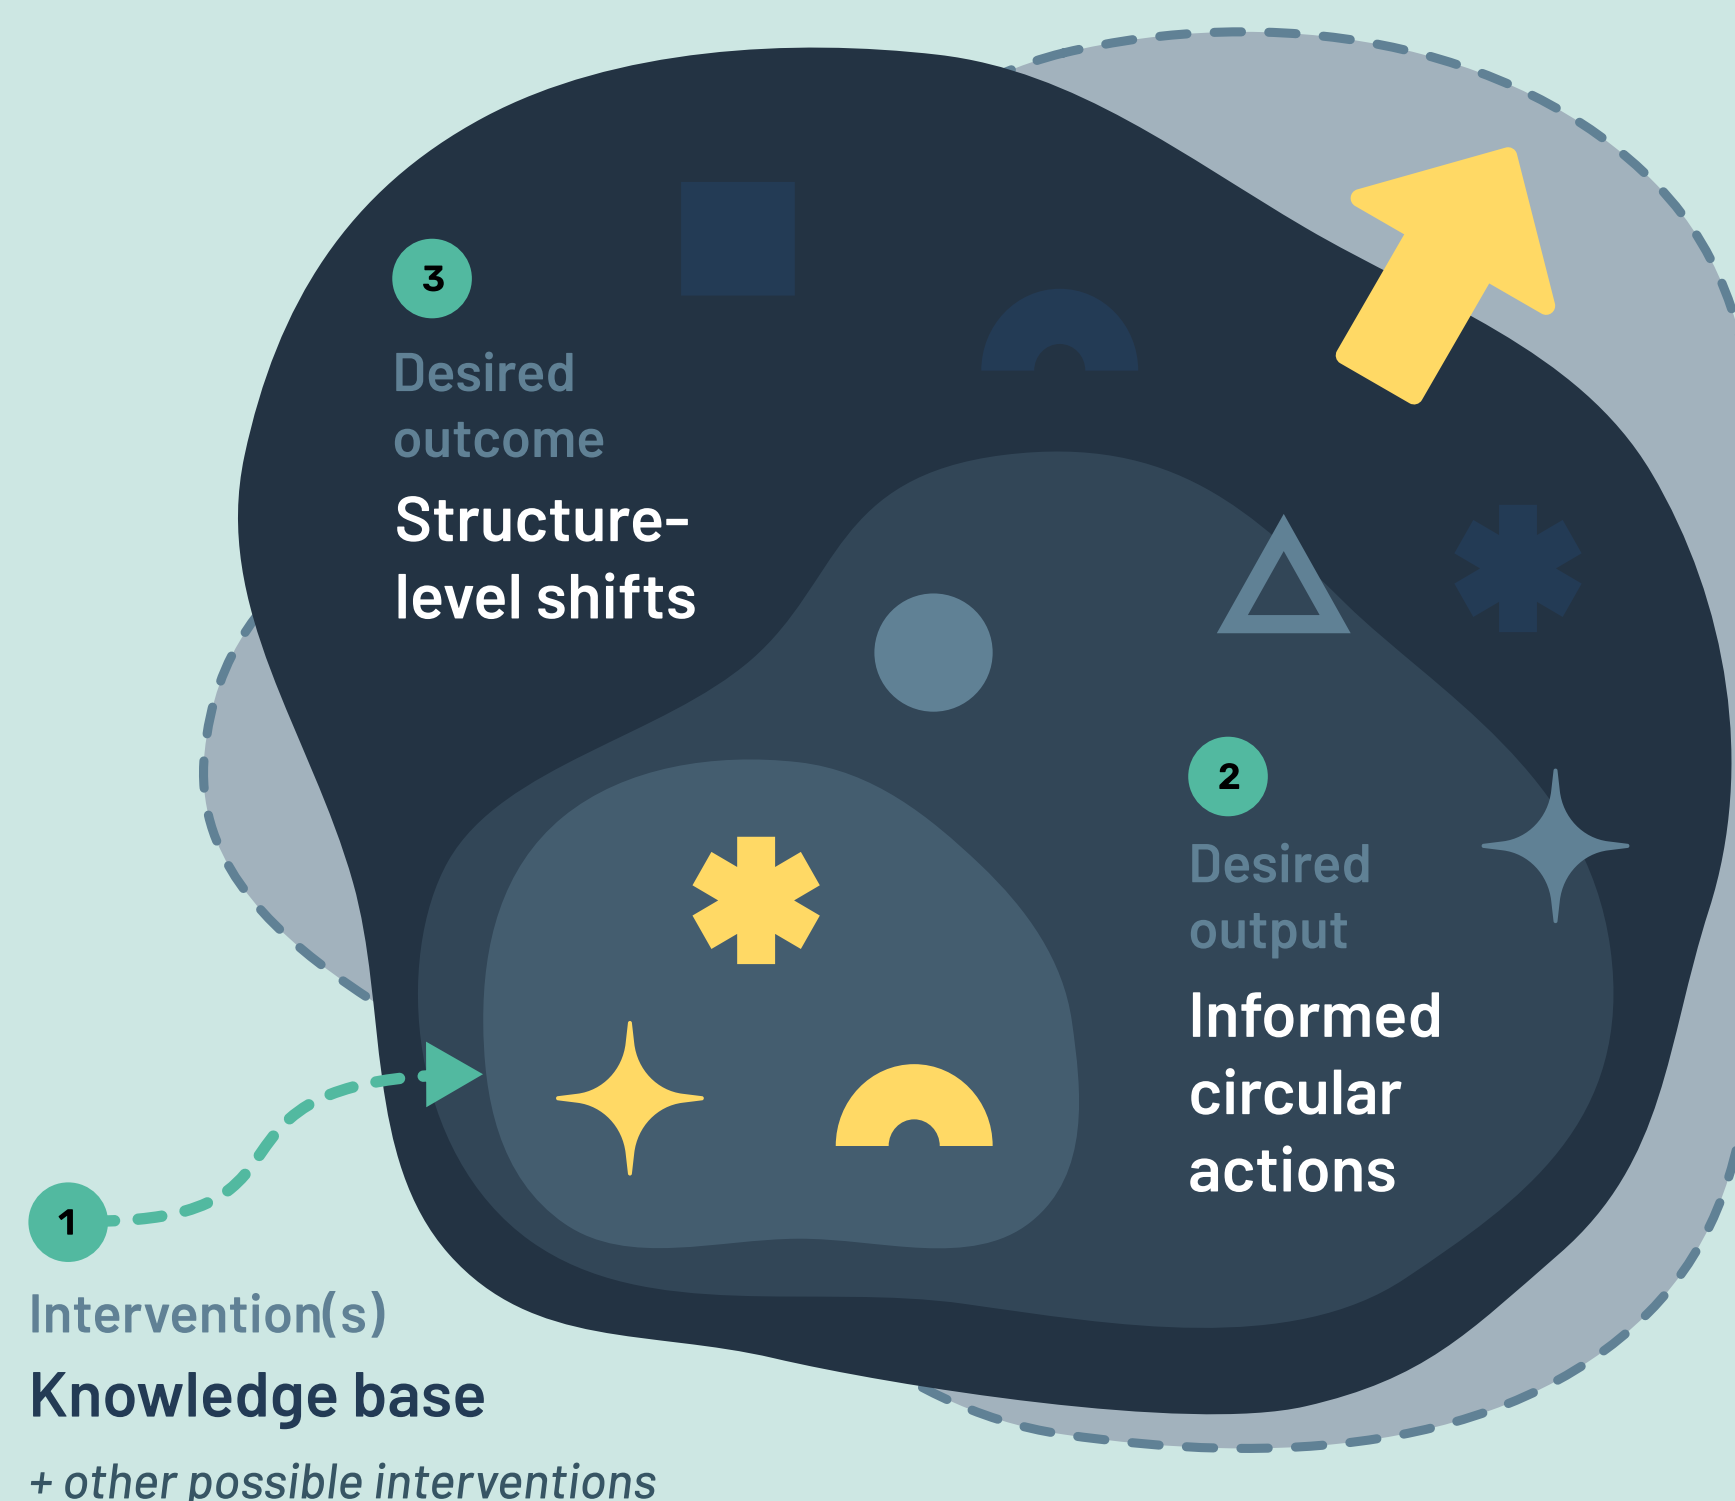 3
Desired
outcome
Structure-
level shifts
2
Desired
output
Informed
circular
actions
1
Intervention(s)
Knowledge base
+ other possible interventions